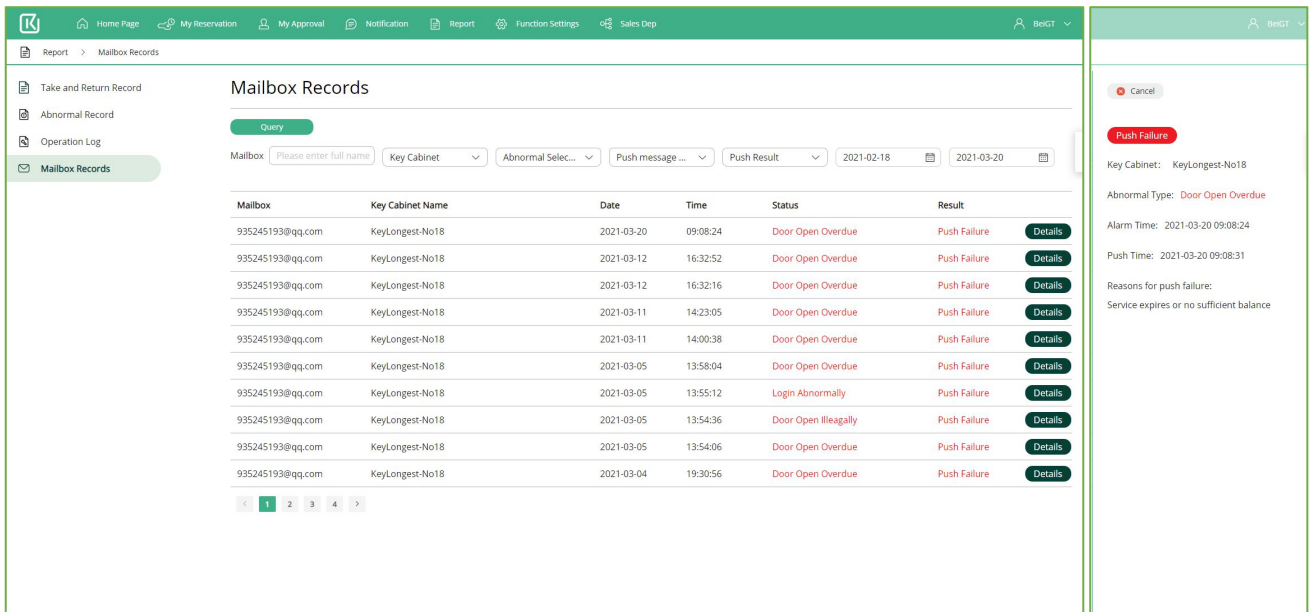 Home Page My Reservation My Approval Notification Report Function Settings Sales Dep BeiGT
Report > Mailbox Records
Take and Return Record
Abnormal Record
Operation Log
Mailbox Records
Mailbox Records
Query
Mailbox Please enter full name Key Cabinet Abnormal Selec... Push message ... Push Result 2021-02-18 2021-03-20
Mailbox Key Cabinet Name Date Time Status Result
935245193@qq.com KeyLongest-No18 2021-03-20 09:08:24 Door Open Overdue Push Failure Details
935245193@qq.com KeyLongest-No18 2021-03-12 16:32:52 Door Open Overdue Push Failure Details
935245193@qq.com KeyLongest-No18 2021-03-12 16:32:16 Door Open Overdue Push Failure Details
935245193@qq.com KeyLongest-No18 2021-03-11 14:23:05 Door Open Overdue Push Failure Details
935245193@qq.com KeyLongest-No18 2021-03-11 14:00:38 Door Open Overdue Push Failure Details
935245193@qq.com KeyLongest-No18 2021-03-05 13:58:04 Door Open Overdue Push Failure Details
935245193@qq.com KeyLongest-No18 2021-03-05 13:55:12 Login Abnormally Push Failure Details
935245193@qq.com KeyLongest-No18 2021-03-05 13:54:36 Door Open Illeagally Push Failure Details
935245193@qq.com KeyLongest-No18 2021-03-05 13:54:06 Door Open Overdue Push Failure Details
935245193@qq.com KeyLongest-No18 2021-03-04 19:30:56 Door Open Overdue Push Failure Details
< 1 2 3 4 >
BeiGT
Cancel
Push Failure
Key Cabinet: KeyLongest-No18
Abnormal Type: Door Open Overdue
Alarm Time: 2021-03-20 09:08:24
Push Time: 2021-03-20 09:08:31
Reasons for push failure:
Service expires or no sufficient balance